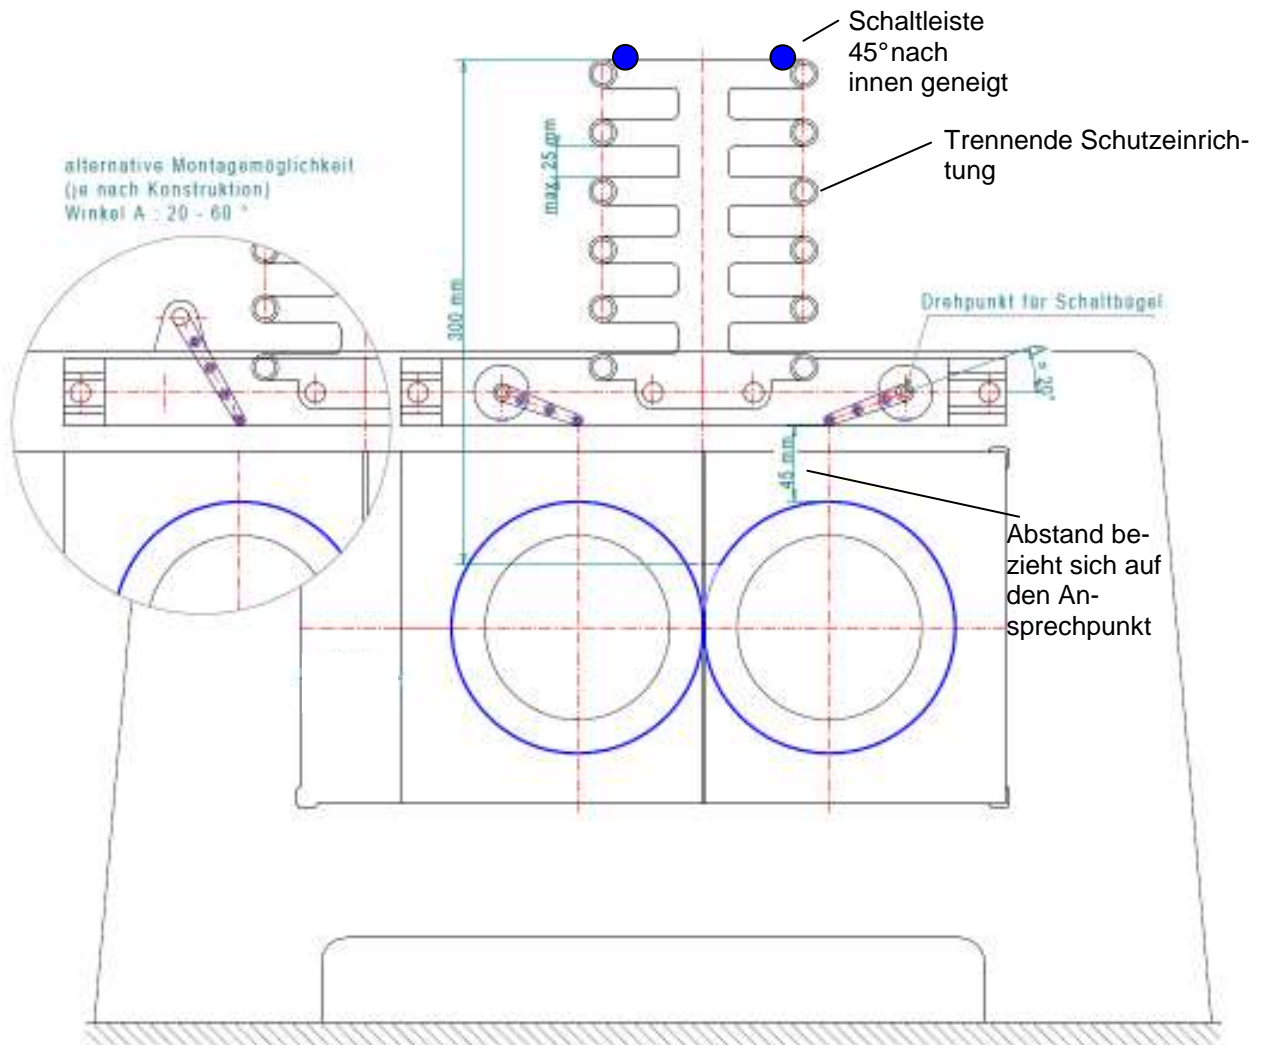 Schaltleiste
45° nach
innen geneigt
Trennende Schutzeinrich-
tung
alternative Montagemöglichkeit
(je nach Konstruktion)
Winkel A : 20 - 60 °
max. 25 mm
300 mm
Drehpunkt für Schaltbügel
A = 20°
45 mm
Abstand be-
zieht sich auf
den An-
sprechpunkt